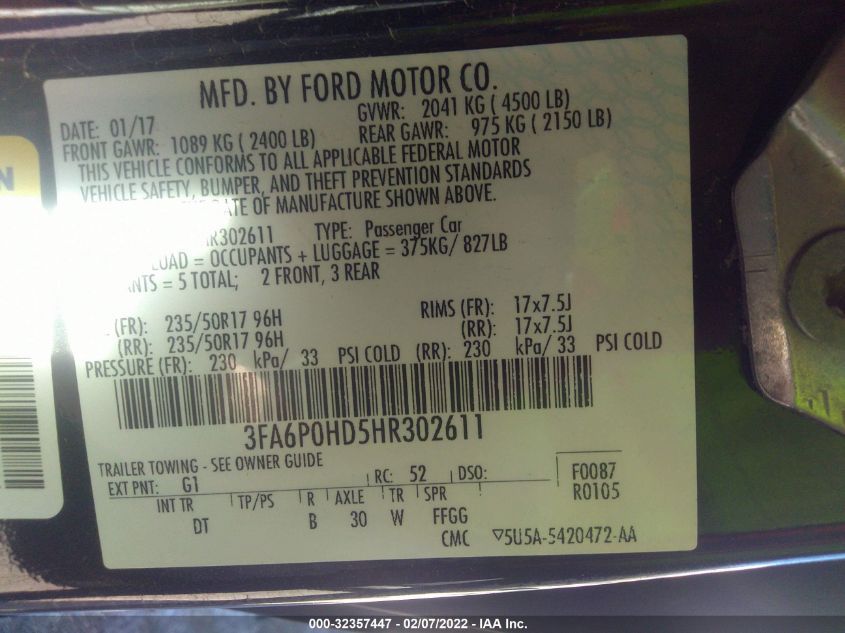 MFD. BY FORD MOTOR CO.
DATE: 01/17 GVWR: 2041 KG ( 4500 LB)
FRONT GAWR: 1089 KG ( 2400 LB) REAR GAWR: 975 KG ( 2150 LB)
THIS VEHICLE CONFORMS TO ALL APPLICABLE FEDERAL MOTOR
VEHICLE SAFETY, BUMPER, AND THEFT PREVENTION STANDARDS
DATE OF MANUFACTURE SHOWN ABOVE.
HR302611 TYPE: Passenger Car
LOAD = OCCUPANTS + LUGGAGE = 375KG/ 827LB
NTS = 5 TOTAL; 2 FRONT, 3 REAR
(FR): 235/50R17 96H RIMS (FR): 17x7.5J
(RR): 235/50R17 96H (RR): 17x7.5J
PRESSURE (FR): 230 kPa/ 33 PSI COLD (RR): 230 kPa/ 33 PSI COLD
3FA6P0HD5HR302611
TRAILER TOWING - SEE OWNER GUIDE
EXT PNT: G1 RC: 52 DSO: F0087
R0105
INT TR TP/PS R AXLE TR SPR
DT B 30 W FFGG
CMC ▽5U5A-5420472-AA
N
000-32357447 - 02/07/2022 - IAA Inc.